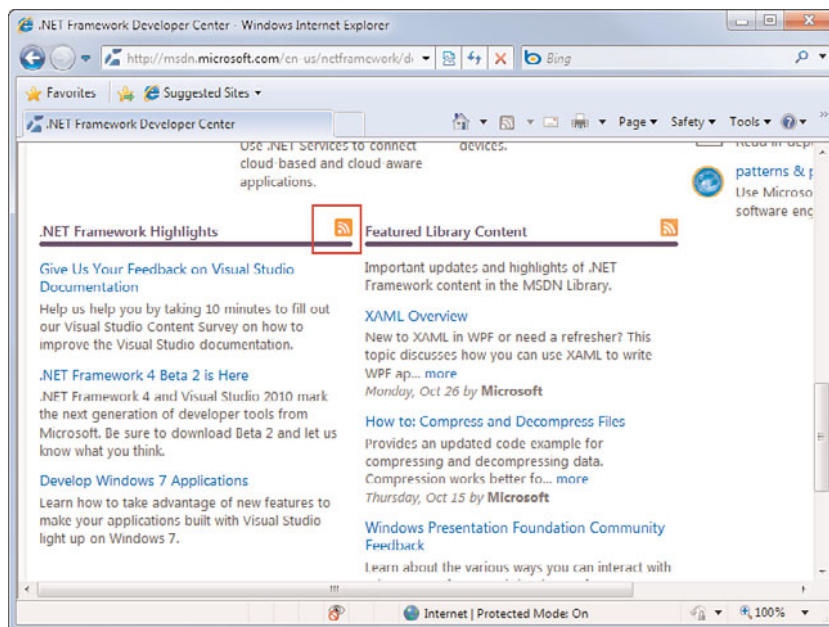 .NET Framework Developer Center - Windows Internet Explorer
http://msdn.microsoft.com/en-us/netframework/d
Bing
Favorites
Suggested Sites
.NET Framework Developer Center
Page
Safety
Tools
Use .NET Services to connect
cloud-based and cloud-aware
applications.
devices.
Read in-dep
patterns & p
Use Microso
software eng
.NET Framework Highlights
Give Us Your Feedback on Visual Studio
Documentation
Help us help you by taking 10 minutes to fill out
our Visual Studio Content Survey on how to
improve the Visual Studio documentation.
.NET Framework 4 Beta 2 is Here
.NET Framework 4 and Visual Studio 2010 mark
the next generation of developer tools from
Microsoft. Be sure to download Beta 2 and let us
know what you think.
Develop Windows 7 Applications
Learn how to take advantage of new features to
make your applications built with Visual Studio
light up on Windows 7.
Featured Library Content
Important updates and highlights of .NET
Framework content in the MSDN Library.
XAML Overview
New to XAML in WPF or need a refresher? This
topic discusses how you can use XAML to write
WPF ap... more
Monday, Oct 26 by Microsoft
How to: Compress and Decompress Files
Provides an updated code example for
compressing and decompressing data.
Compression works better fo... more
Thursday, Oct 15 by Microsoft
Windows Presentation Foundation Community
Feedback
Learn about the various ways you can interact with
Internet | Protected Mode: On
100%